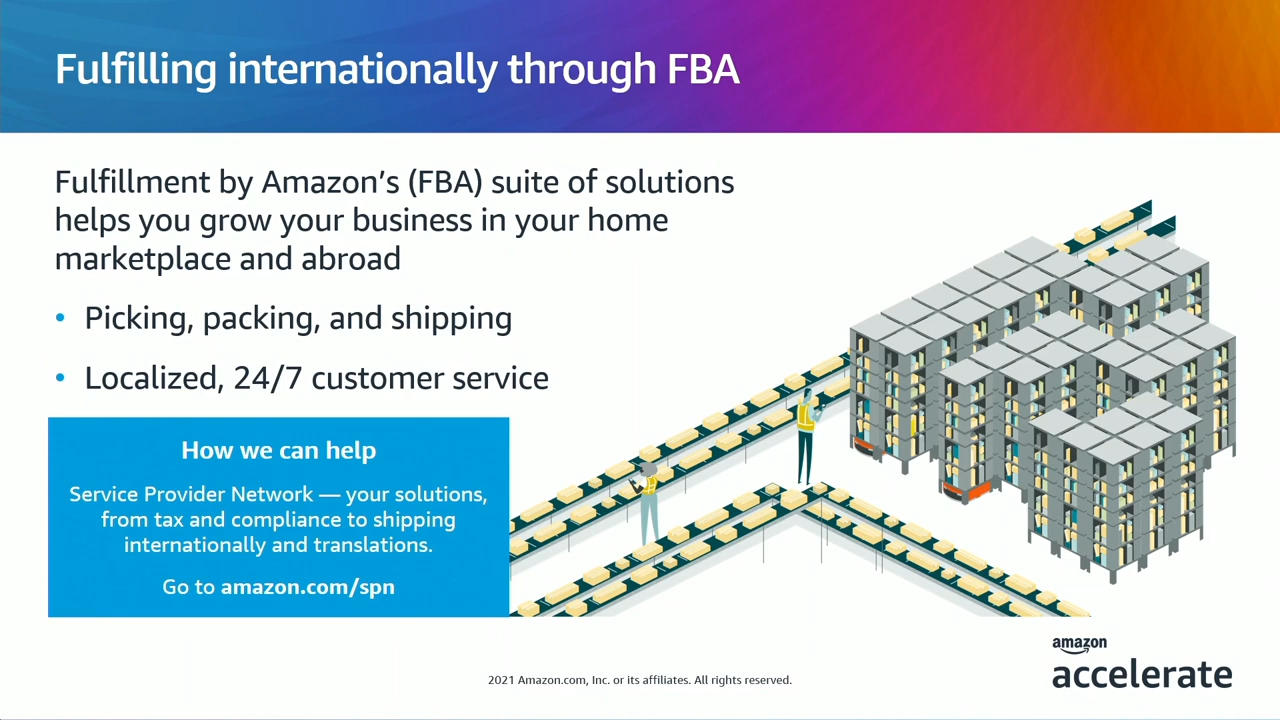 Fulfilling internationally through FBA
Fulfillment by Amazon’s (FBA) suite of solutions
helps you grow your business in your home
marketplace and abroad
• Picking, packing, and shipping
• Localized, 24/7 customer service
How we can help
Service Provider Network — your solutions,
from tax and compliance to shipping
internationally and translations.
Go to amazon.com/spn
amazon
accelerate
2021 Amazon.com, Inc. or its affiliates. All rights reserved.